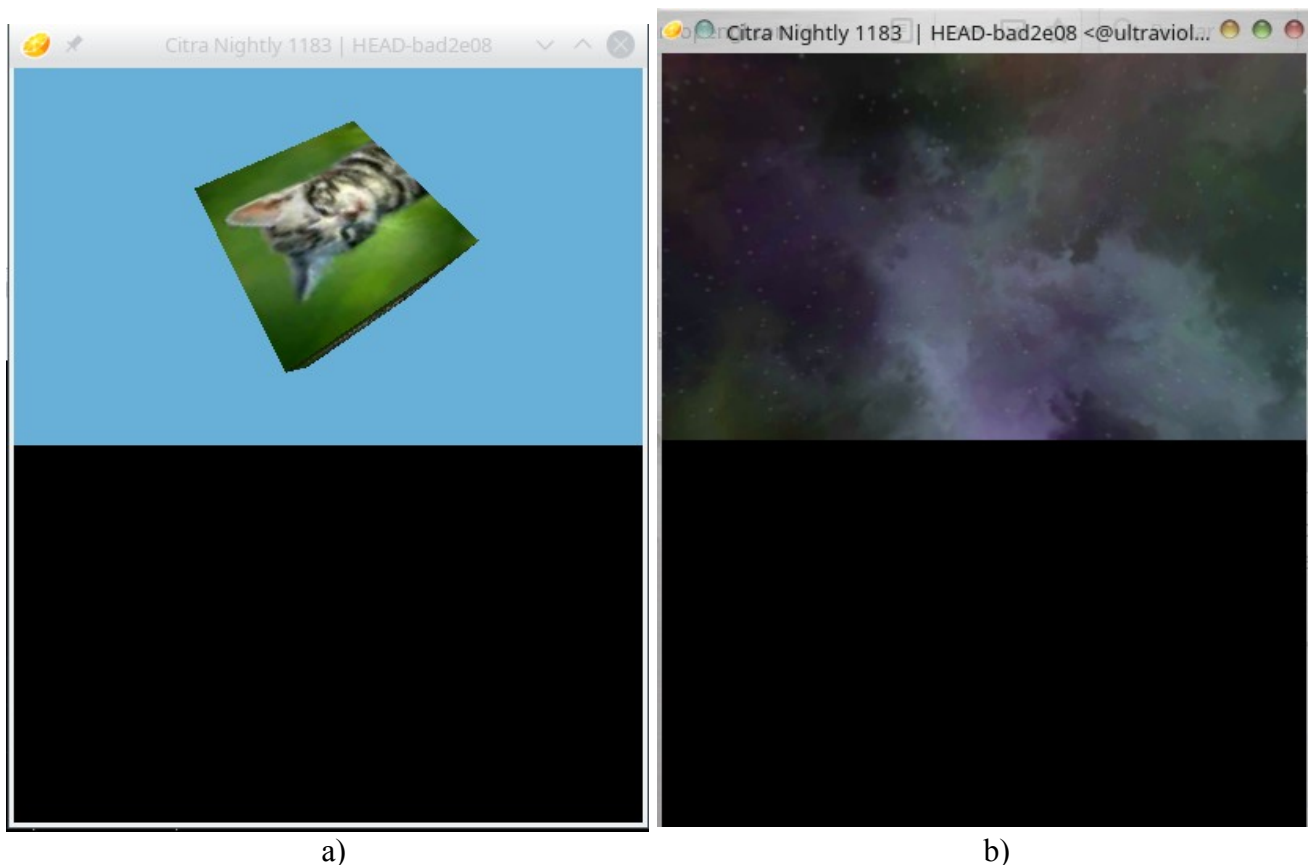 Citra Nightly 1183 | HEAD-bad2e08
Citra Nightly 1183 | HEAD-bad2e08 <@ultraviol...
a)
b)